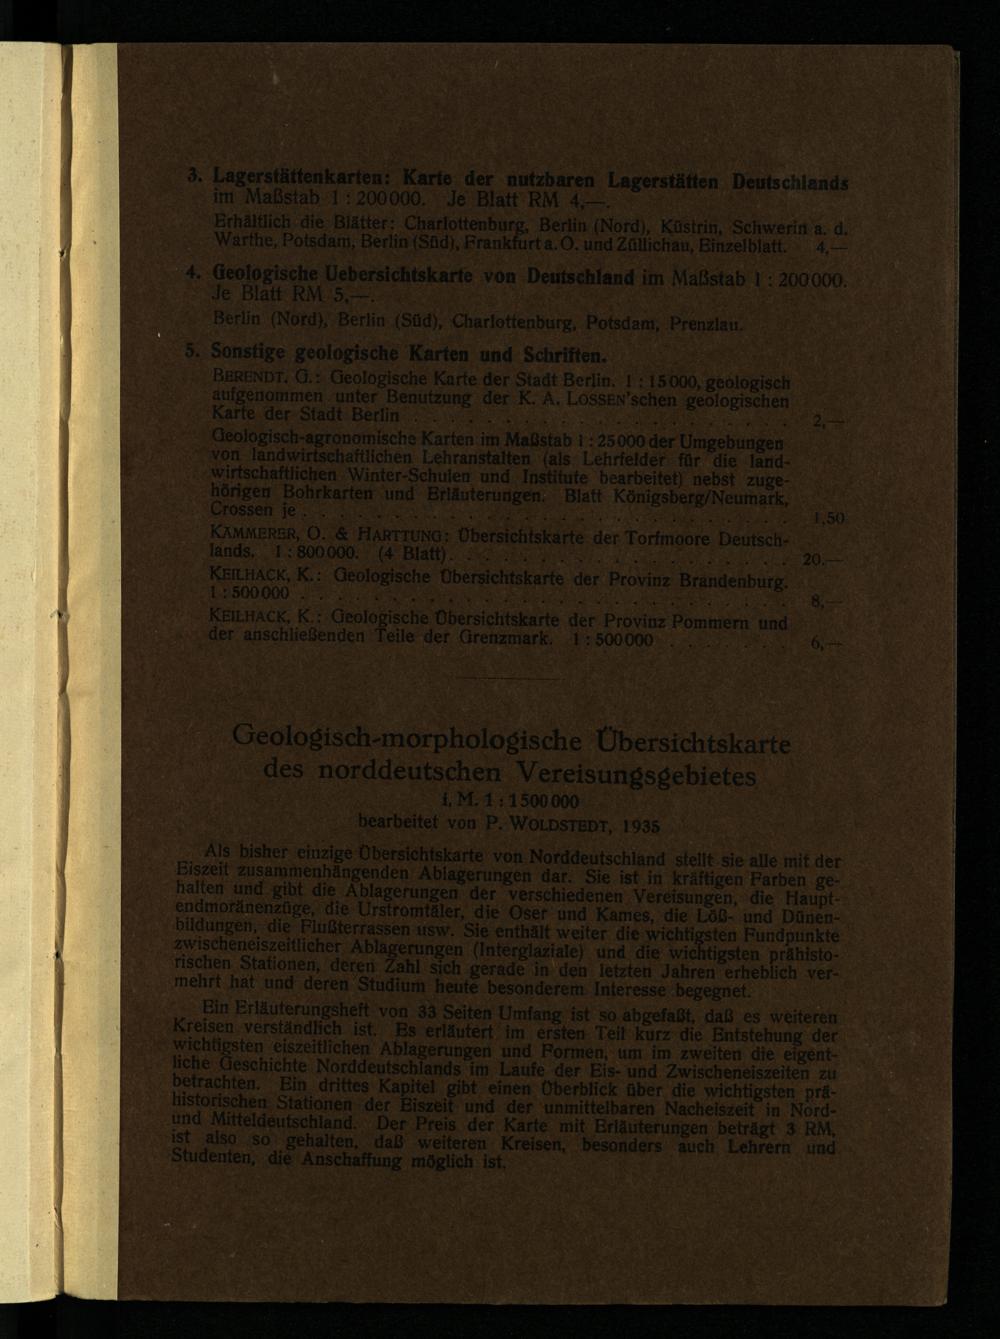 3. Lagerstättenkarten: Karte der nutzbaren Lagerstätten Deutschlands
im Maßstab 1 : 200000. Je Blatt RM 4,—.
Erhältlich die Blätter: Charlottenburg, Berlin (Nord), Küstrin, Schwerin a. d.
Warthe, Potsdam, Berlin (Süd), Frankfurt a. O. und Züllichau, Einzelblatt. 4,—
4. Geologische Uebersichtskarte von Deutschland im Maßstab 1 : 200000.
Je Blatt RM 5,—.
Berlin (Nord), Berlin (Süd), Charlottenburg, Potsdam, Prenzlau.
5. Sonstige geologische Karten und Schriften.
BERENDT, G.: Geologische Karte der Stadt Berlin. 1 : 15000, geologisch
aufgenommen unter Benutzung der K. A. LOSSEN'schen geologischen
Karte der Stadt Berlin . . . . . . . . . . . . . . . . . . . . 2,—
Geologisch-agronomische Karten im Maßstab 1 : 25000 der Umgebungen
von landwirtschaftlichen Lehranstalten (als Lehrfelder für die land-
wirtschaftlichen Winter-Schulen und Institute bearbeitet) nebst zuge-
hörigen Bohrkarten und Erläuterungen. Blatt Königsberg/Neumark,
Crossen je . . . . . . . . . . . . . . . . . . . . . . . . . . 1,50
KAMMERER, O. & HARTTUNG: Übersichtskarte der Torfmoore Deutsch-
lands. 1 : 800000. (4 Blatt) . . . . . . . . . . . . . . . . . 20.—
KEILHACK, K.: Geologische Übersichtskarte der Provinz Brandenburg.
1 : 500000 . . . . . . . . . . . . . . . . . . . . . . . . . . 8,—
KEILHACK, K.: Geologische Übersichtskarte der Provinz Pommern und
der anschließenden Teile der Grenzmark. 1 : 500000 . . . . . . . 6,—
Geologisch-morphologische Übersichtskarte
des norddeutschen Vereisungsgebietes
i. M. 1 : 1500000
bearbeitet von P. WOLDSTEDT, 1935
Als bisher einzige Übersichtskarte von Norddeutschland stellt sie alle mit der
Eiszeit zusammenhängenden Ablagerungen dar. Sie ist in kräftigen Farben ge-
halten und gibt die Ablagerungen der verschiedenen Vereisungen, die Haupt-
endmoränenzüge, die Urstromtäler, die Oser und Kames, die Löß- und Dünen-
bildungen, die Flußterrassen usw. Sie enthält weiter die wichtigsten Fundpunkte
zwischeneiszeitlicher Ablagerungen (Interglaziale) und die wichtigsten prähisto-
rischen Stationen, deren Zahl sich gerade in den letzten Jahren erheblich ver-
mehrt hat und deren Studium heute besonderem Interesse begegnet.
Ein Erläuterungsheft von 33 Seiten Umfang ist so abgefaßt, daß es weiteren
Kreisen verständlich ist. Es erläutert im ersten Teil kurz die Entstehung der
wichtigsten eiszeitlichen Ablagerungen und Formen, um im zweiten die eigent-
liche Geschichte Norddeutschlands im Laufe der Eis- und Zwischeneiszeiten zu
betrachten. Ein drittes Kapitel gibt einen Überblick über die wichtigsten prä-
historischen Stationen der Eiszeit und der unmittelbaren Nacheiszeit in Nord-
und Mitteldeutschland. Der Preis der Karte mit Erläuterungen beträgt 3 RM,
ist also so gehalten, daß weiteren Kreisen, besonders auch Lehrern und
Studenten, die Anschaffung möglich ist.